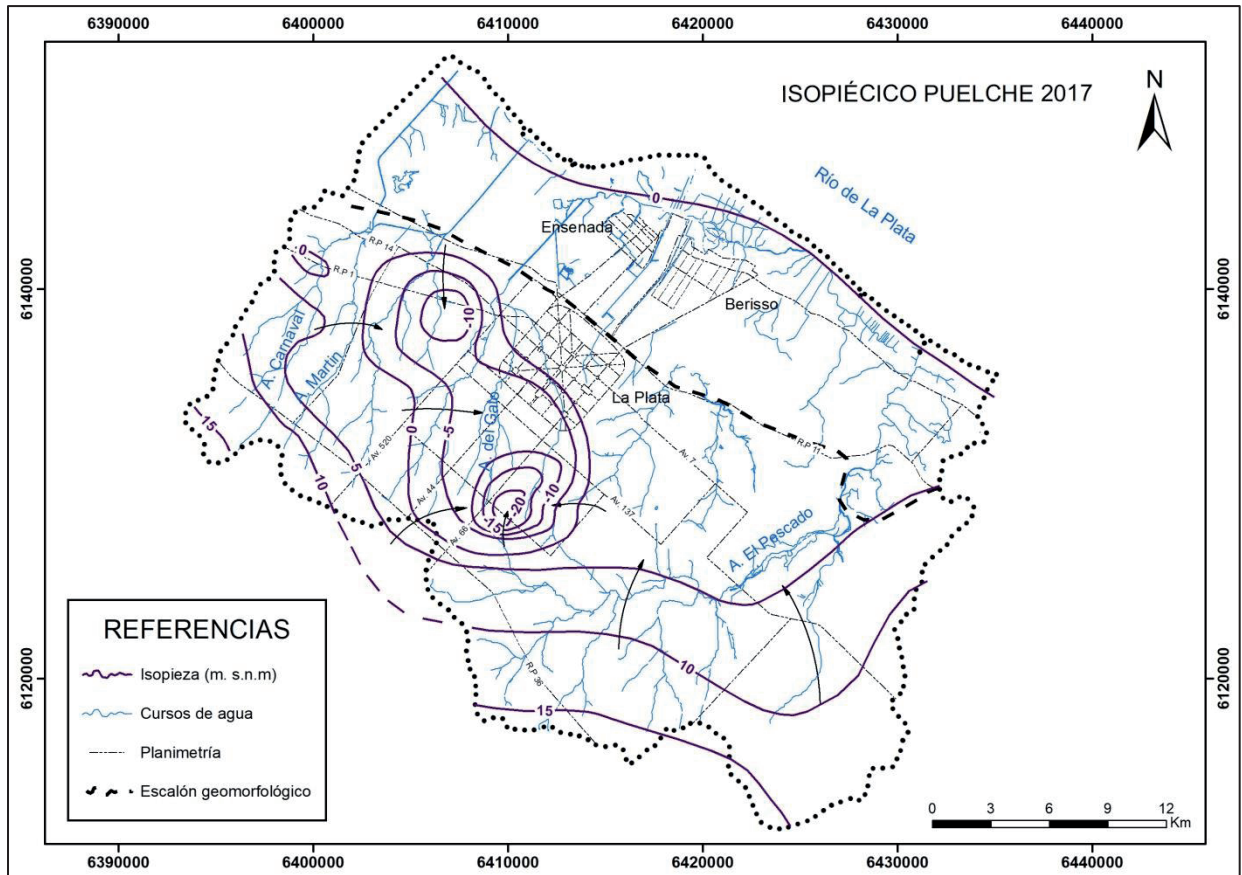 6390000 6400000 6410000 6420000 6430000 6440000
ISOPIÉCICO PUELCHE 2017
N
Río de La Plata
0
Ensenada
6140000
6140000
R.P 14
0
R.P 1
-10
Berisso
A. Carnaval
A. Martín
La Plata
A. del Gato
15
0
-5
Av. 520
R.P 11
Av. 7
10
5
Av. 44
-10
-20
-15
Av. 66
Av. 137
A. El Pescado
10
R.P 36
15
6120000
6120000
REFERENCIAS
Isopieza (m. s.n.m)
Cursos de agua
Planimetría
Escalón geomorfológico
0 3 6 9 12
Km
6390000 6400000 6410000 6420000 6430000 6440000